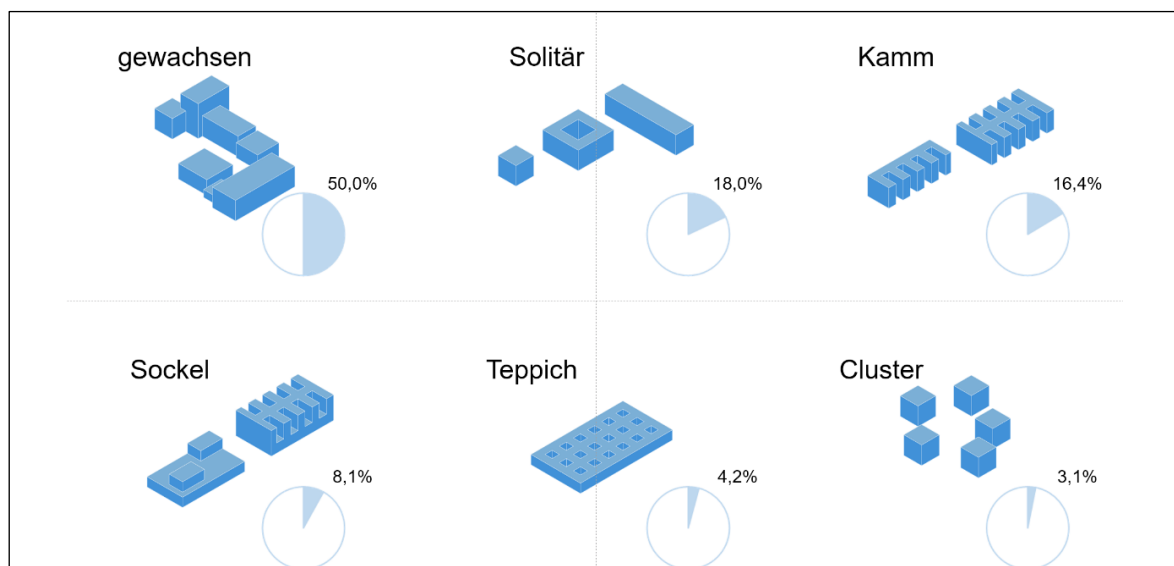 gewachsen
50,0%
Solitär
18,0%
Kamm
16,4%
Sockel
8,1%
Teppich
4,2%
Cluster
3,1%